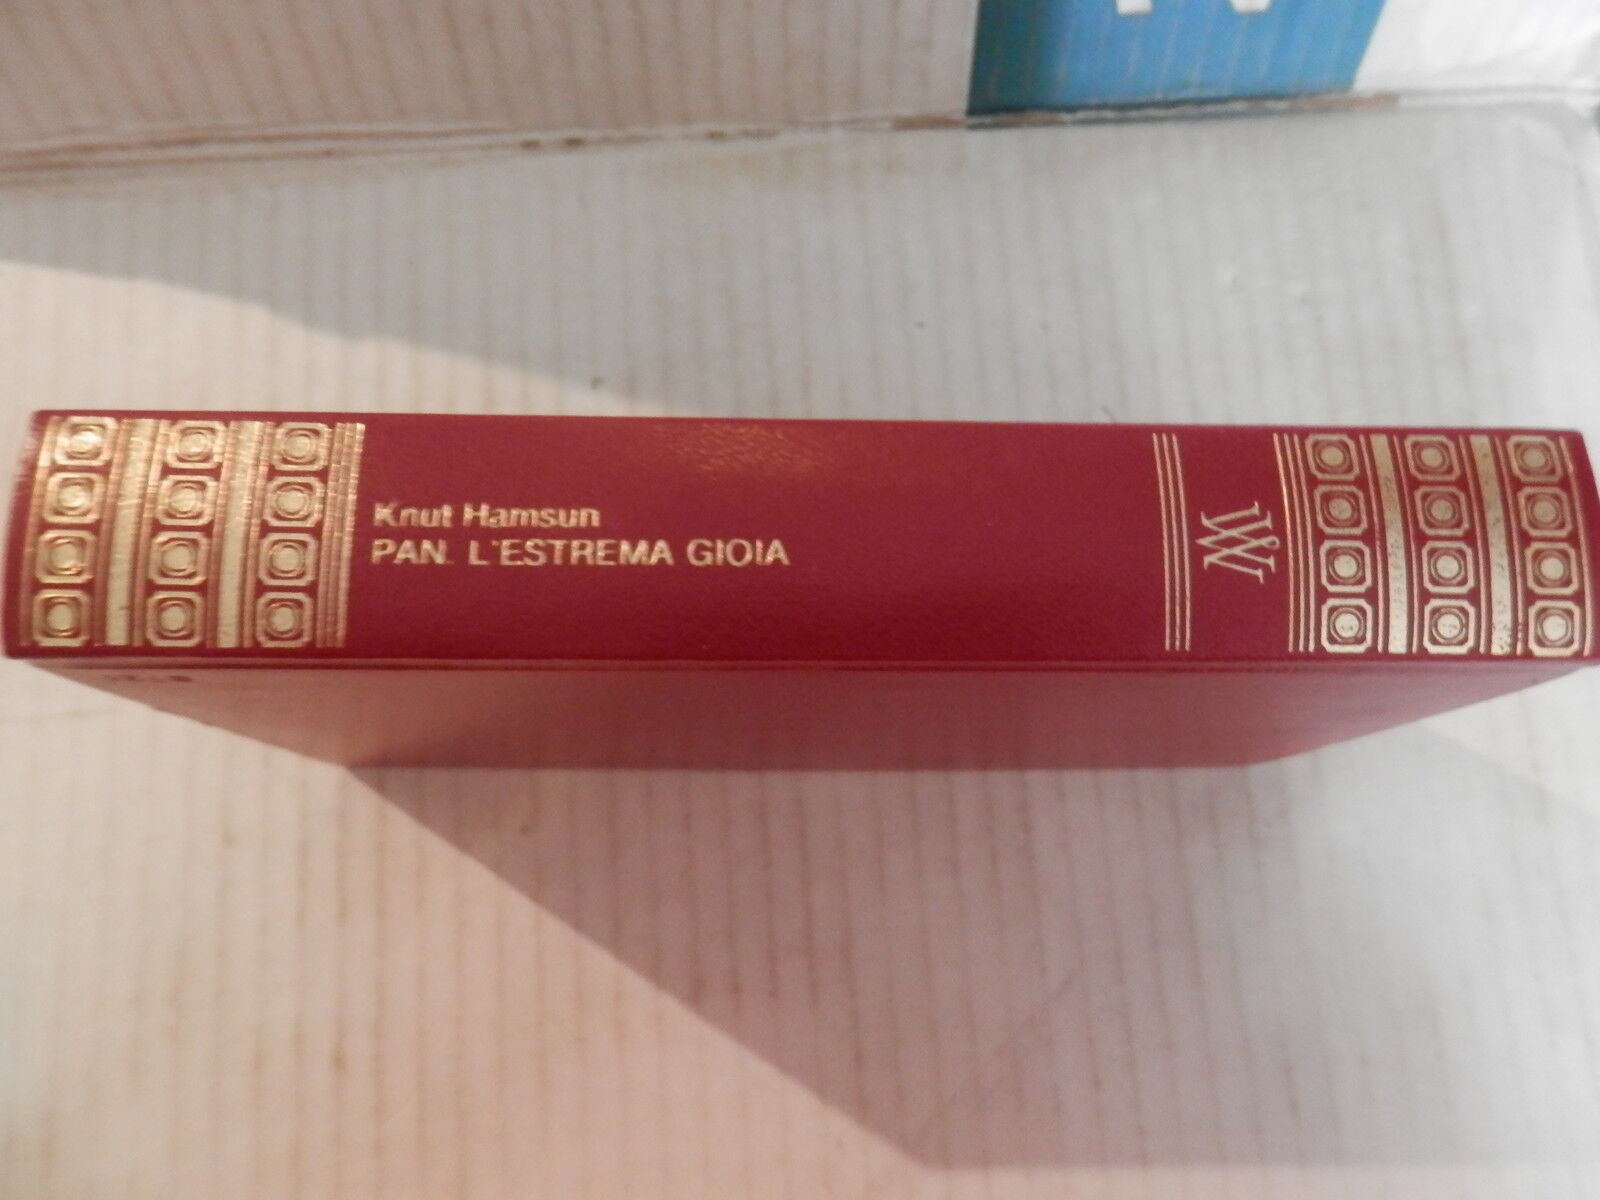 Knut Hamsun
PAN. L'ESTREMA GIOIA